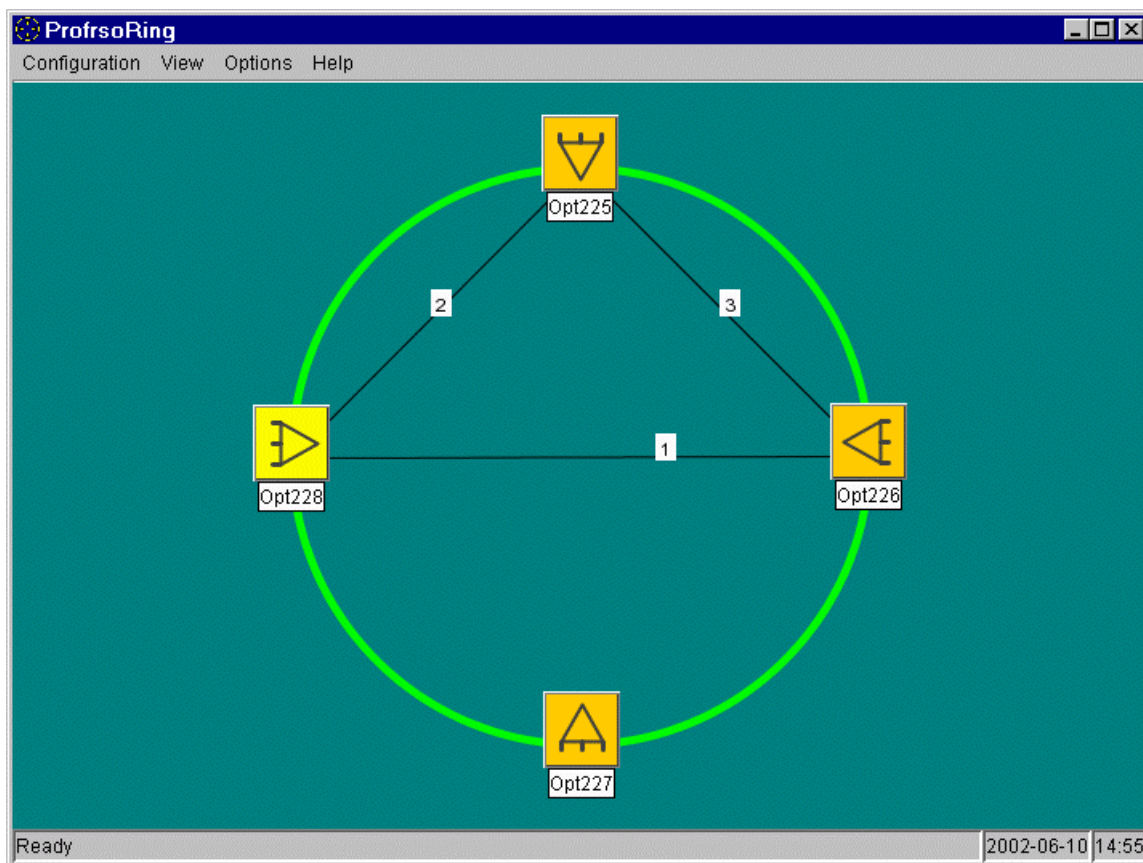 ProfrsoRing
Configuration View Options Help
Opt225
2
3
1
Opt228
Opt226
Opt227
Ready 2002-06-10 14:55